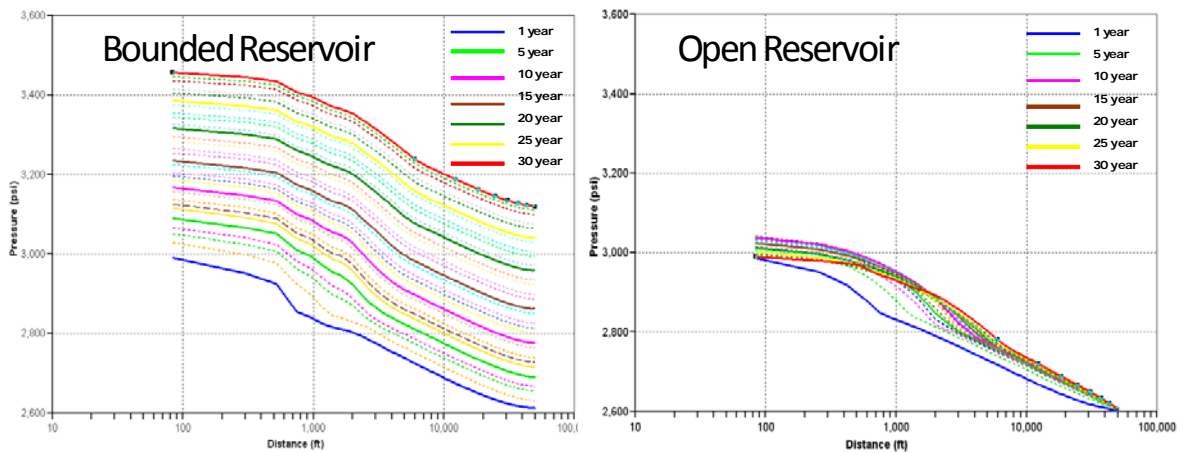 3,600
Bounded Reservoir
1 year
5 year
10 year
15 year
20 year
25 year
30 year
3,400
3,200
3,000
2,800
2,600
Pressure (psi)
10
100
1,000
10,000
100,00
Distance (ft)
3,600
Open Reservoir
1 year
5 year
10 year
15 year
20 year
25 year
30 year
3,400
3,200
3,000
2,800
2,600
Pressure (psi)
10
100
1,000
10,000
100,000
Distance (ft)